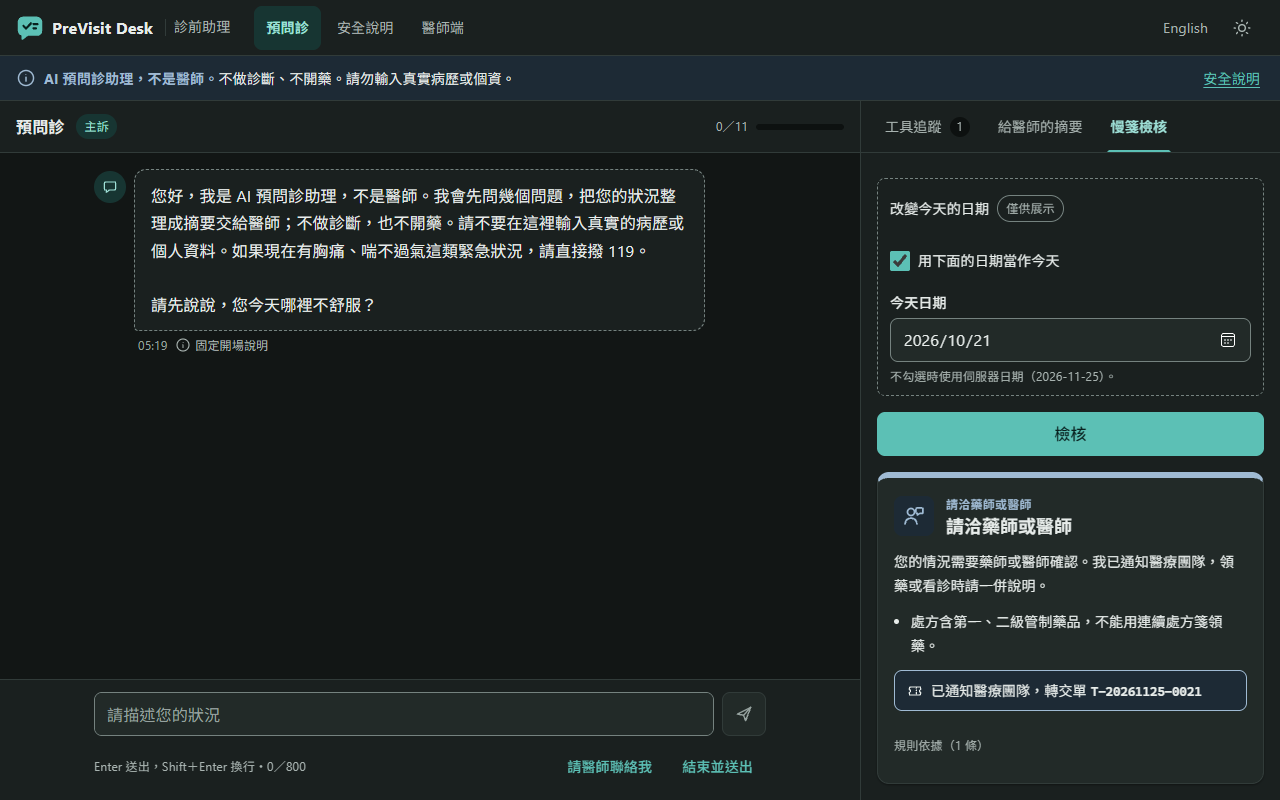 PreVisit Desk
診前助理
預問診
安全說明
醫師端
English
AI 預問診助理，不是醫師。不做診斷、不開藥。請勿輸入真實病歷或個資。
安全說明
預問診
主訴
0／11
工具追蹤
1
給醫師的摘要
慢箋檢核
您好，我是 AI 預問診助理，不是醫師。我會先問幾個問題，把您的狀況整
理成摘要交給醫師；不做診斷，也不開藥。請不要在這裡輸入真實的病歷或
個人資料。如果現在有胸痛、喘不過氣這類緊急狀況，請直接撥 119。
請先說說，您今天哪裡不舒服？
05:19
固定開場說明
請描述您的狀況
Enter 送出，Shift＋Enter 換行・0／800
請醫師聯絡我
結束並送出
改變今天的日期
僅供展示
用下面的日期當作今天
今天日期
2026/10/21
不勾選時使用伺服器日期（2026-11-25）。
檢核
請洽藥師或醫師
請洽藥師或醫師
您的情況需要藥師或醫師確認。我已通知醫療團隊，領
藥或看診時請一併說明。
• 處方含第一、二級管制藥品，不能用連續處方箋領
藥。
已通知醫療團隊，轉交單 T-20261125-0021
規則依據（1 條）